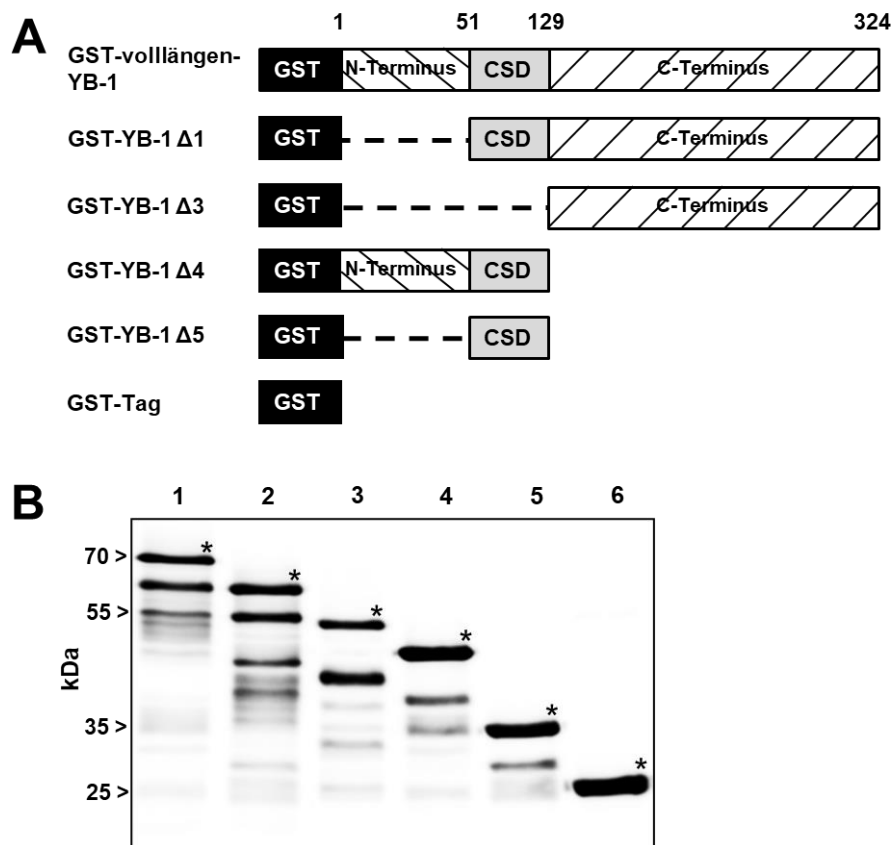 A
1 51 129 324
GST-volllängen-
YB-1
GST N-Terminus CSD C-Terminus
GST-YB-1 Δ1 GST CSD C-Terminus
GST-YB-1 Δ3 GST C-Terminus
GST-YB-1 Δ4 GST N-Terminus CSD
GST-YB-1 Δ5 GST CSD
GST-Tag GST
B
1 2 3 4 5 6
kDa
70 > *
* 
55 > *
*
35 > *
25 > *